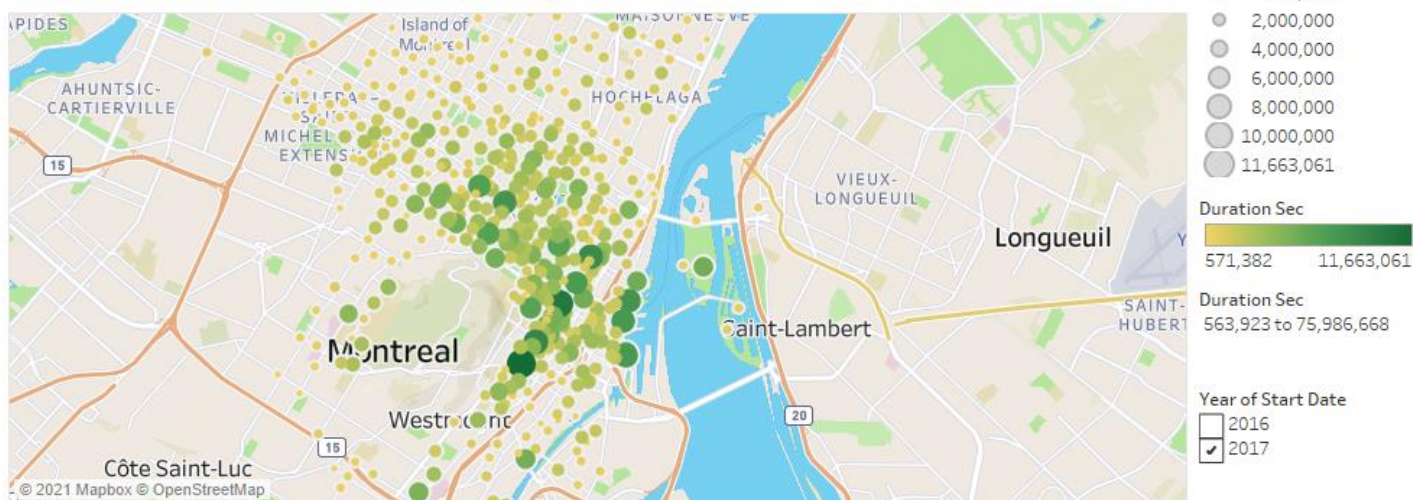 Island of
Montreal
AHUNTSIC-
CARTIERVILLE
HOCHELAGA
MICHEL
15
VIEUX-
LONGUEUIL
Longueuil
SAINT-
HUBERT
Saint-Lambert
Montreal
Westmount
20
15
Côte Saint-Luc
© 2021 Mapbox © OpenStreetMap
2,000,000
4,000,000
6,000,000
8,000,000
10,000,000
11,663,061
Duration Sec
571,382 11,663,061
Duration Sec
563,923 to 75,986,668
Year of Start Date
2016
2017